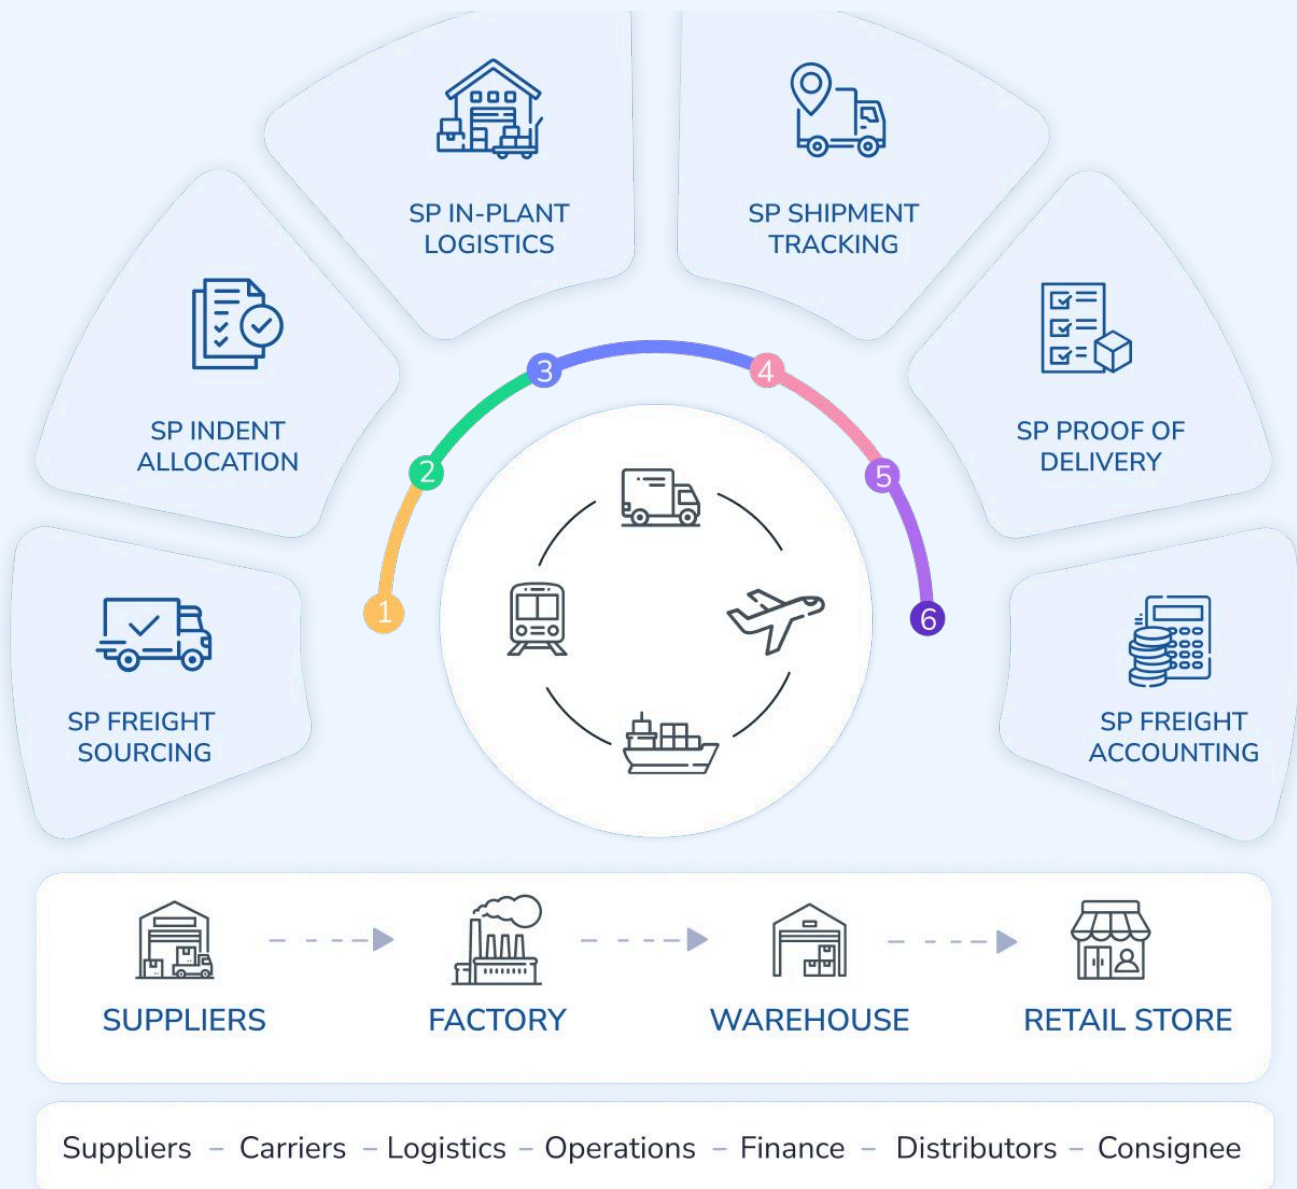 SP IN-PLANT
LOGISTICS
SP SHIPMENT
TRACKING
SP INDENT
ALLOCATION
SP PROOF OF
DELIVERY
SP FREIGHT
SOURCING
SP FREIGHT
ACCOUNTING
1
2
3
4
5
6
SUPPLIERS
FACTORY
WAREHOUSE
RETAIL STORE
Suppliers – Carriers – Logistics – Operations – Finance – Distributors – Consignee